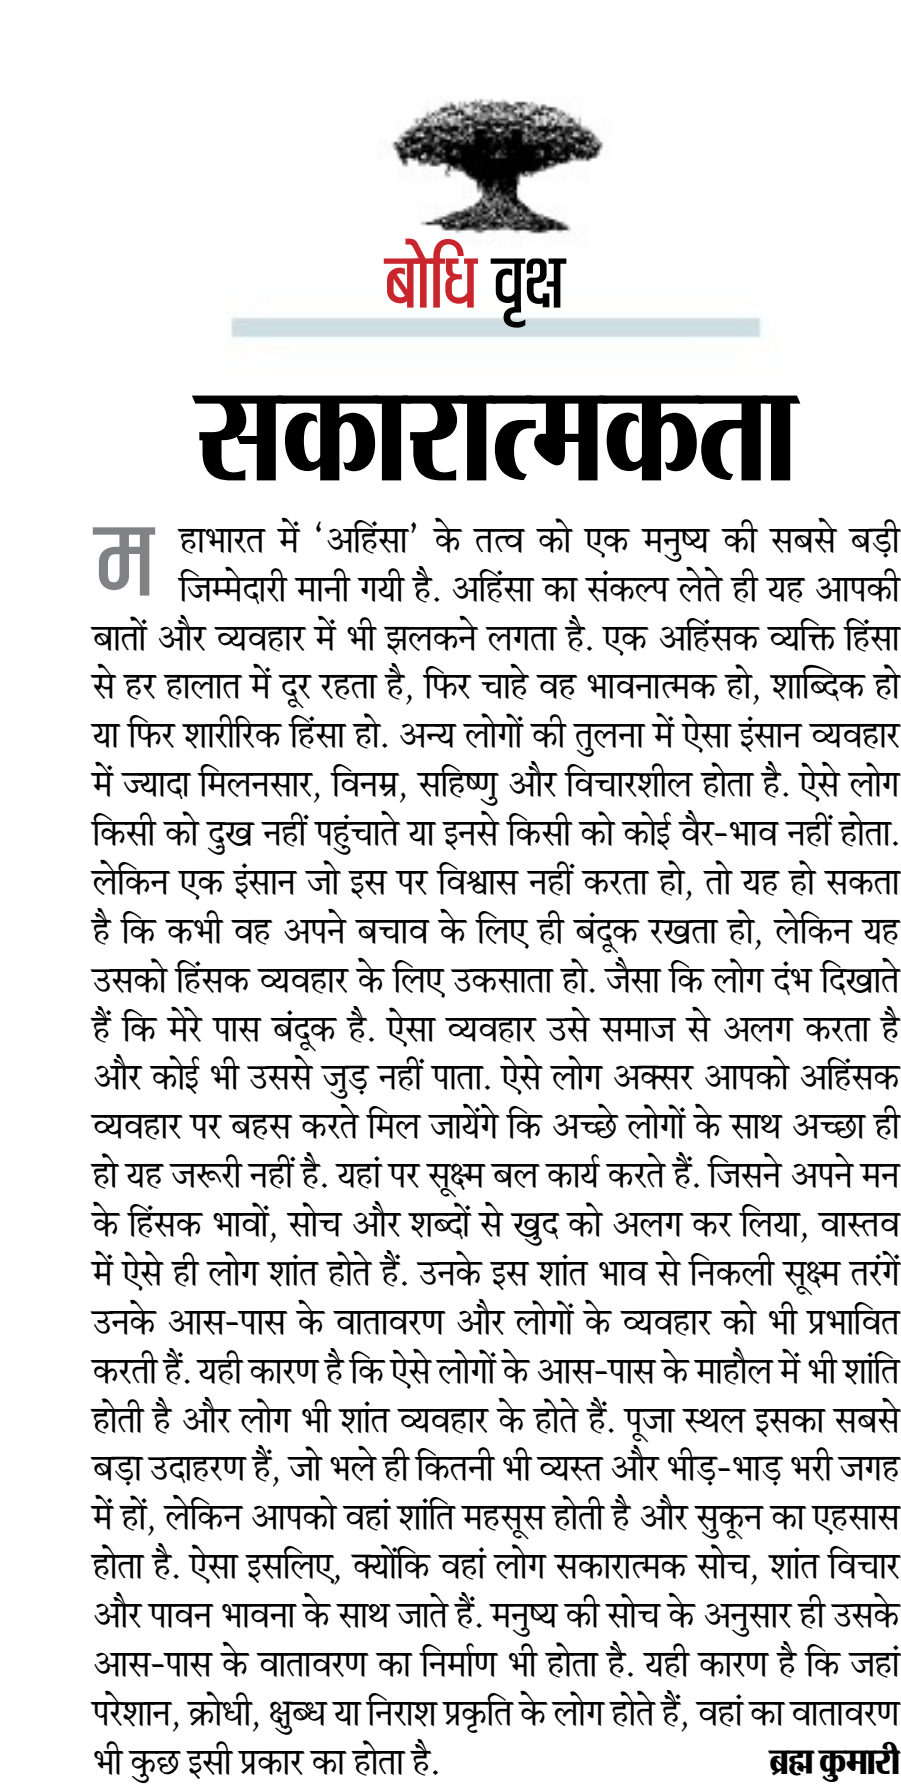 बोधि वृक्ष
सकारात्मकता
महाभारत में ‘अहिंसा’ के तत्व को एक मनुष्य की सबसे बड़ी
जिम्मेदारी मानी गयी है. अहिंसा का संकल्प लेते ही यह आपकी
बातों और व्यवहार में भी झलकने लगता है. एक अहिंसक व्यक्ति हिंसा
से हर हालात में दूर रहता है, फिर चाहे वह भावनात्मक हो, शाब्दिक हो
या फिर शारीरिक हिंसा हो. अन्य लोगों की तुलना में ऐसा इंसान व्यवहार
में ज्यादा मिलनसार, विनम्र, सहिष्णु और विचारशील होता है. ऐसे लोग
किसी को दुख नहीं पहुंचाते या इनसे किसी को कोई वैर-भाव नहीं होता.
लेकिन एक इंसान जो इस पर विश्वास नहीं करता हो, तो यह हो सकता
है कि कभी वह अपने बचाव के लिए ही बंदूक रखता हो, लेकिन यह
उसको हिंसक व्यवहार के लिए उकसाता हो. जैसा कि लोग दंभ दिखाते
हैं कि मेरे पास बंदूक है. ऐसा व्यवहार उसे समाज से अलग करता है
और कोई भी उससे जुड़ नहीं पाता. ऐसे लोग अक्सर आपको अहिंसक
व्यवहार पर बहस करते मिल जायेंगे कि अच्छे लोगों के साथ अच्छा ही
हो यह जरूरी नहीं है. यहां पर सूक्ष्म बल कार्य करते हैं. जिसने अपने मन
के हिंसक भावों, सोच और शब्दों से खुद को अलग कर लिया, वास्तव
में ऐसे ही लोग शांत होते हैं. उनके इस शांत भाव से निकली सूक्ष्म तरंगें
उनके आस-पास के वातावरण और लोगों के व्यवहार को भी प्रभावित
करती हैं. यही कारण है कि ऐसे लोगों के आस-पास के माहौल में भी शांति
होती है और लोग भी शांत व्यवहार के होते हैं. पूजा स्थल इसका सबसे
बड़ा उदाहरण हैं, जो भले ही कितनी भी व्यस्त और भीड़-भाड़ भरी जगह
में हों, लेकिन आपको वहां शांति महसूस होती है और सुकून का एहसास
होता है. ऐसा इसलिए, क्योंकि वहां लोग सकारात्मक सोच, शांत विचार
और पावन भावना के साथ जाते हैं. मनुष्य की सोच के अनुसार ही उसके
आस-पास के वातावरण का निर्माण भी होता है. यही कारण है कि जहां
परेशान, क्रोधी, क्षुब्ध या निराश प्रकृति के लोग होते हैं, वहां का वातावरण
भी कुछ इसी प्रकार का होता है. ब्रह्म कुमारी